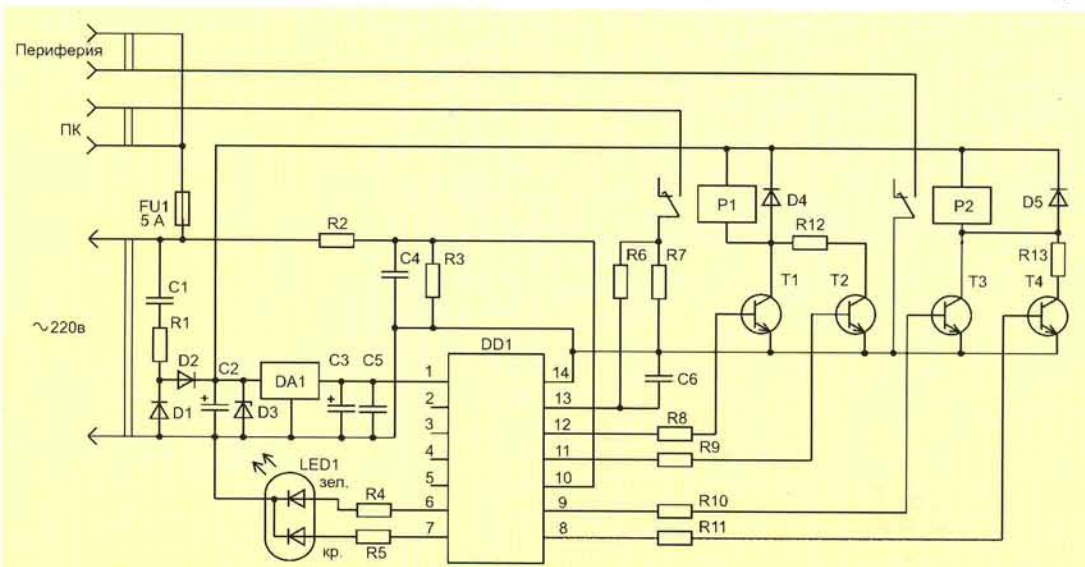 Периферия
ПК
FU1
5 А
~220в
C1
R1
D1
D2
C2
D3
DA1
C3
C5
R2
C4
R3
LED1
зел.
кр.
R4
R5
DD1
1
2
3
4
5
6
7
14
13
12
11
10
9
8
R6
R7
C6
R8
R9
R10
R11
P1
D4
R12
T1
T2
P2
D5
R13
T3
T4